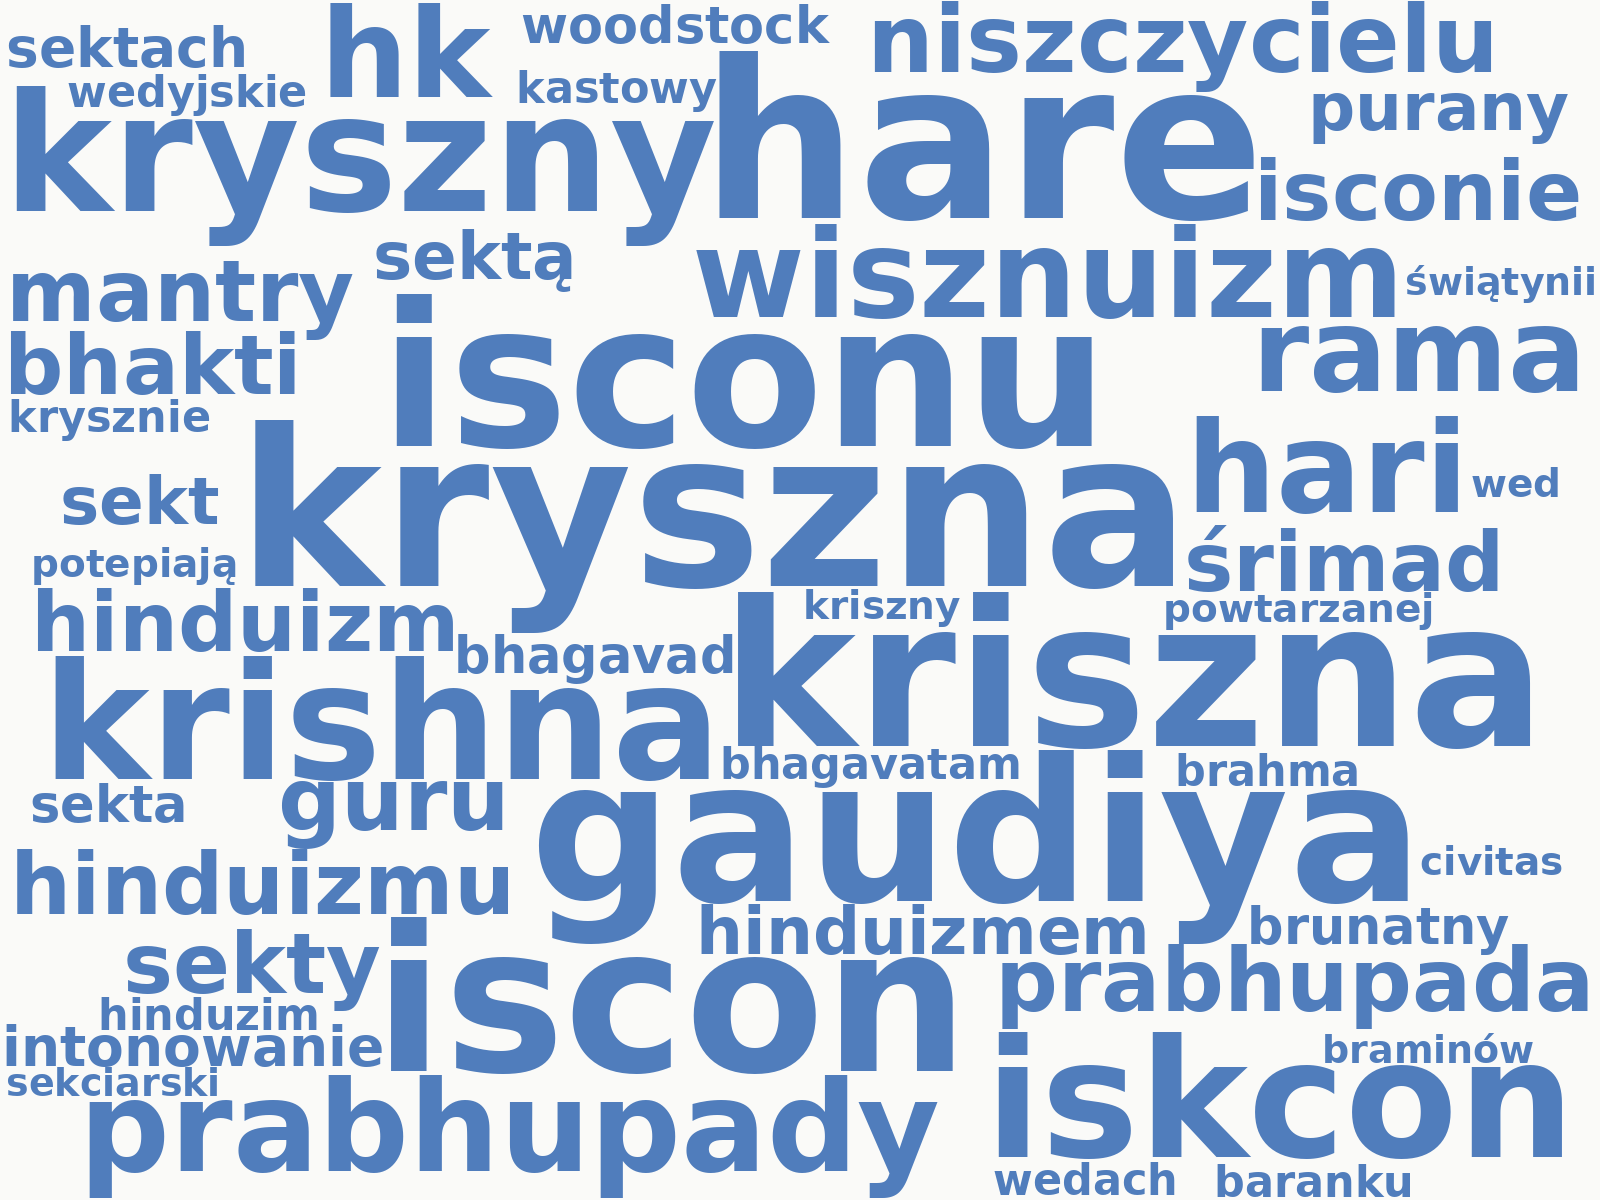 sektach hk woodstock niszczycielu
wedyjskie kastowy purany
kryszny hare isconie
sektą wisznuizm świątynii
mantry isconu rama
bhakti
krysznie
sekt kryszna hari wed
potepiają śrimad
hinduizm kriszny powtarzanej
bhagavad kriszna
krishna bhagavatam brahma
sekta guru gaudiya civitas
hinduizmu hinduizmem brunatny
sekty iscon prabhupada
hinduzim
intonowanie braminów
sekciarski iskcon
prabhupady
wedach baranku